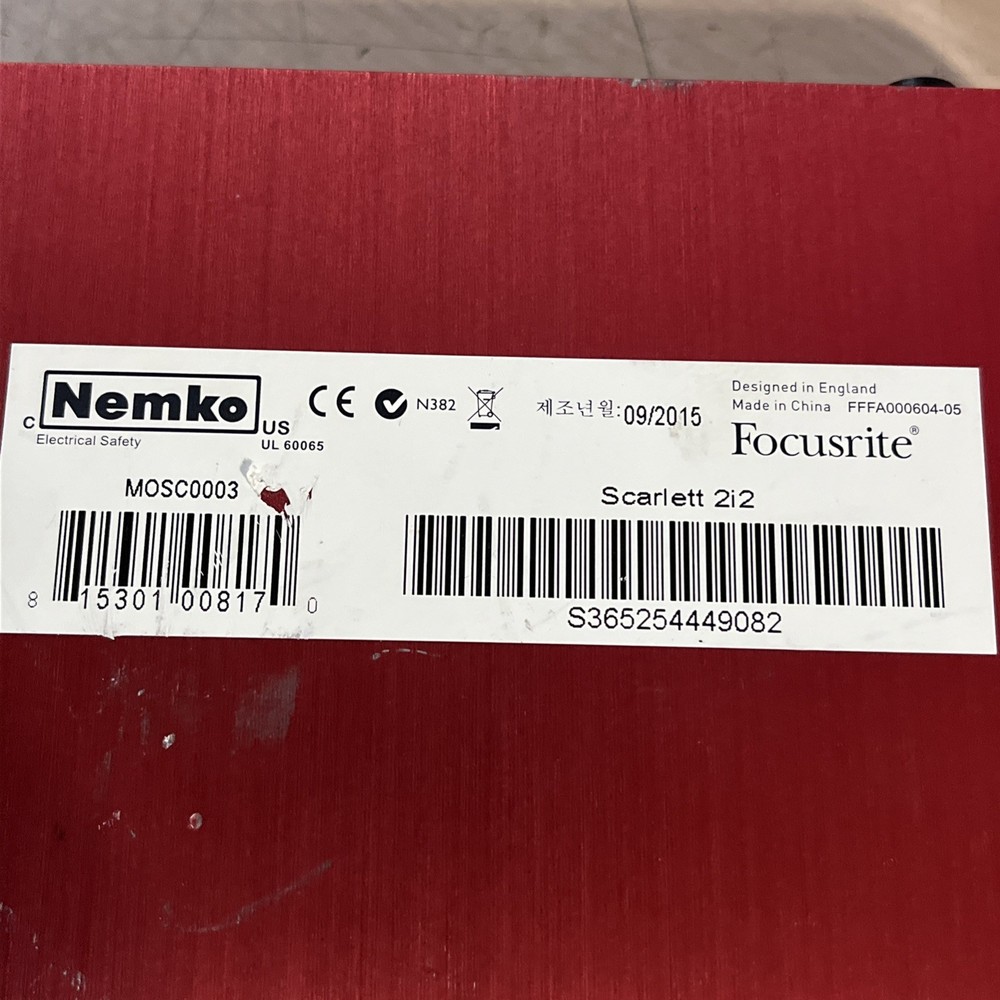 c Nemko US
Electrical Safety
UL 60065
CE N382
제조년월:09/2015
Designed in England
Made in China FFFA000604-05
Focusrite®
MOSC0003
8 15301 00817 0
Scarlett 2i2
S365254449082